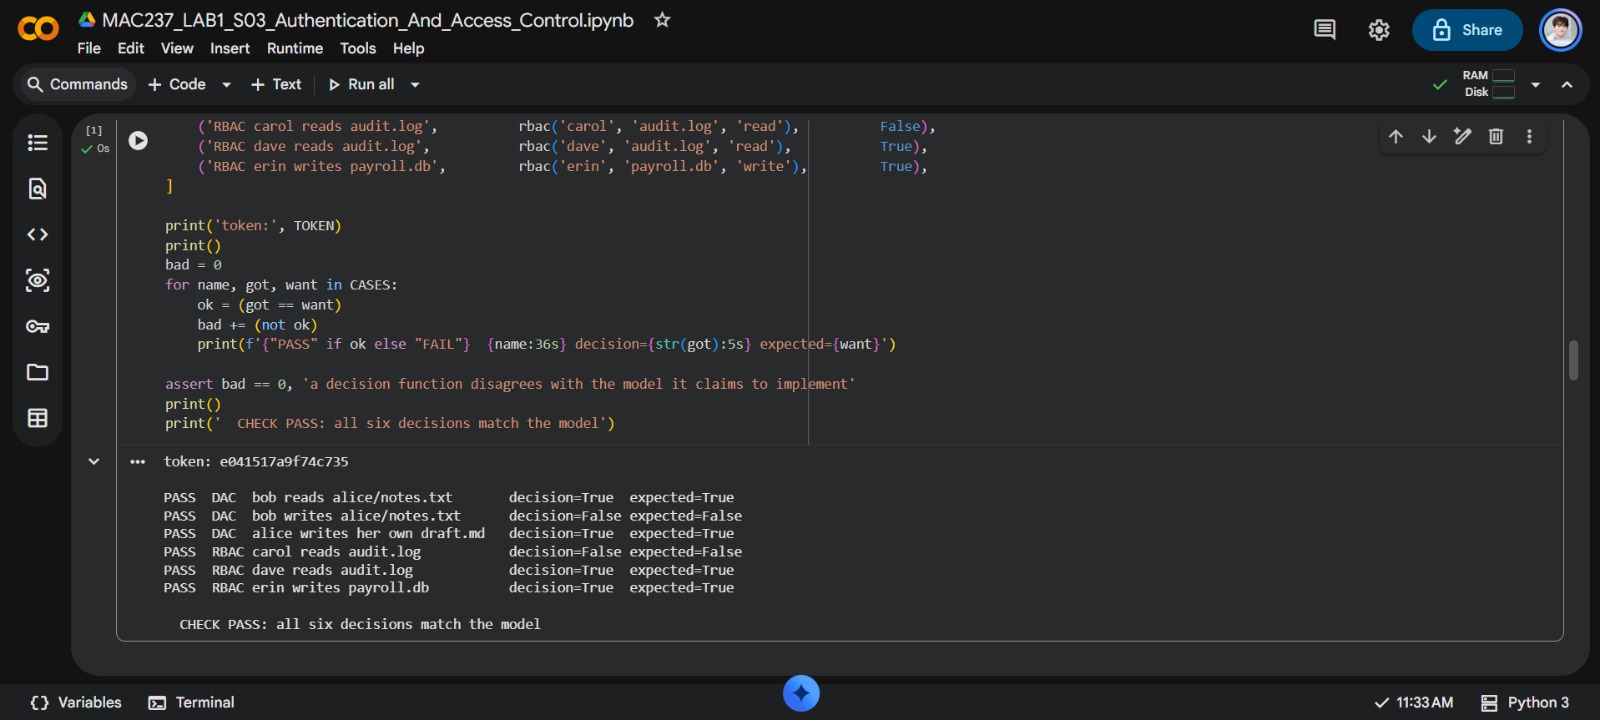 MAC237_LAB1_S03_Authentication_And_Access_Control.ipynb
File Edit View Insert Runtime Tools Help
Share
Commands + Code + Text Run all
RAM
Disk
[1]
0s
('RBAC carol reads audit.log', rbac('carol', 'audit.log', 'read'), False),
('RBAC dave reads audit.log', rbac('dave', 'audit.log', 'read'), True),
('RBAC erin writes payroll.db', rbac('erin', 'payroll.db', 'write'), True),
]
print('token:', TOKEN)
print()
bad = 0
for name, got, want in CASES:
    ok = (got == want)
    bad += (not ok)
    print(f'{"PASS" if ok else "FAIL"}  {name:36s} decision={str(got):5s} expected={want}')
assert bad == 0, 'a decision function disagrees with the model it claims to implement'
print()
print('  CHECK PASS: all six decisions match the model')
token: e041517a9f74c735
PASS  DAC  bob reads alice/notes.txt       decision=True  expected=True
PASS  DAC  bob writes alice/notes.txt      decision=False expected=False
PASS  DAC  alice writes her own draft.md   decision=True  expected=True
PASS  RBAC carol reads audit.log           decision=False expected=False
PASS  RBAC dave reads audit.log            decision=True  expected=True
PASS  RBAC erin writes payroll.db          decision=True  expected=True
CHECK PASS: all six decisions match the model
Variables Terminal
11:33 AM Python 3